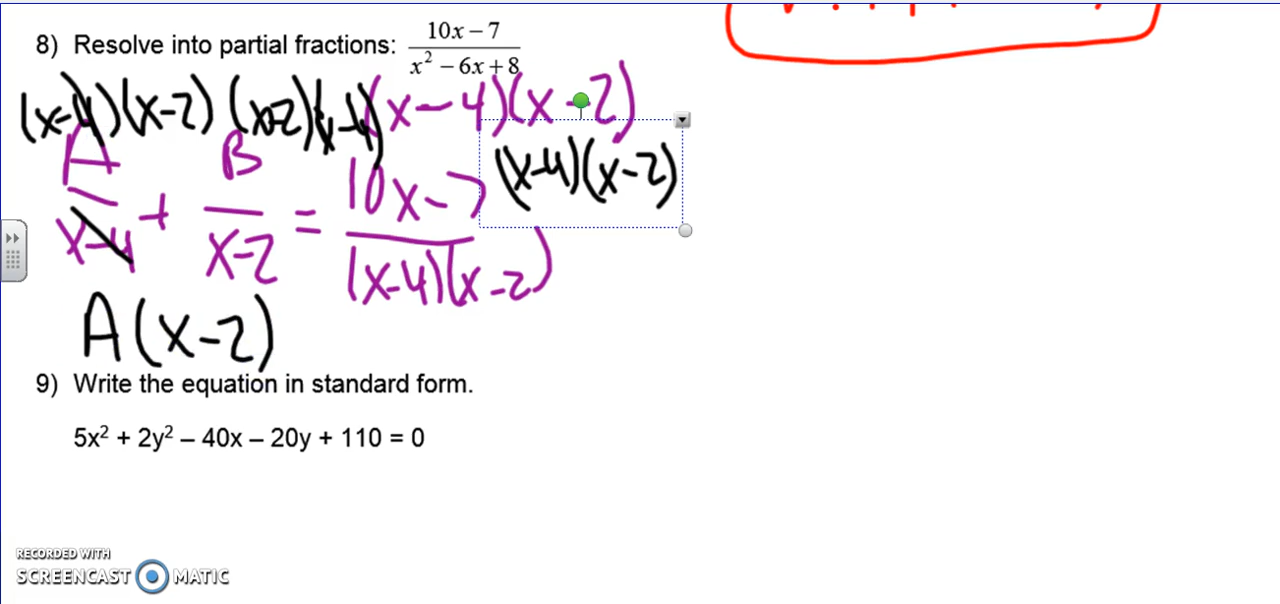 8) Resolve into partial fractions: (10x – 7)/(x² – 6x + 8)
(x-4)(x-2) (x-2)(x-4) (x-4)(x-2)
A/(x-4) + B/(x-2) = (10x-7)/((x-4)(x-2)) (x-4)(x-2)
A(x-2)
9) Write the equation in standard form.
5x² + 2y² – 40x – 20y + 110 = 0
RECORDED WITH
SCREENCAST MATIC